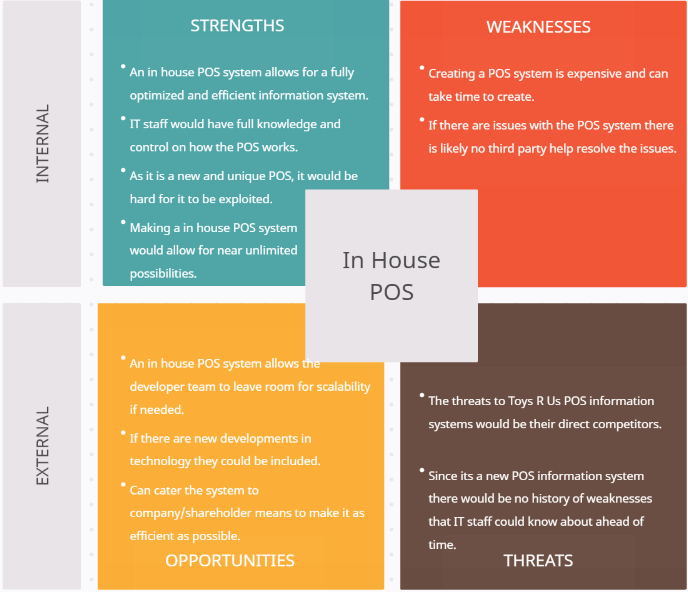 STRENGTHS
An in house POS system allows for a fully
optimized and efficient information system.
IT staff would have full knowledge and
control on how the POS works.
As it is a new and unique POS, it would be
hard for it to be exploited.
Making a in house POS system
would allow for near unlimited
possibilities.
WEAKNESSES
Creating a POS system is expensive and can
take time to create.
If there are issues with the POS system there
is likely no third party help resolve the issues.
INTERNAL
In House
POS
EXTERNAL
An in house POS system allows the
developer team to leave room for scalability
if needed.
If there are new developments in
technology they could be included.
Can cater the system to
company/shareholder means to make it as
efficient as possible.
OPPORTUNITIES
The threats to Toys R Us POS information
systems would be their direct competitors.
Since its a new POS information system
there would be no history of weaknesses
that IT staff could know about ahead of
time.
THREATS